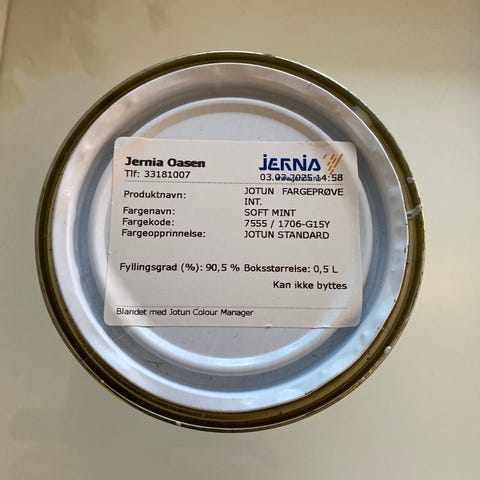 Jernia Oasen
JERNIA
Tlf: 33181007
03.03.2025 14:58
Produktnavn: JOTUN FARGEPRØVE
INT.
Fargenavn: SOFT MINT
Fargekode: 7555 / 1706-G15Y
Fargeopprinnelse: JOTUN STANDARD
Fyllingsgrad (%): 90,5 % Boksstørrelse: 0,5 L
Kan ikke byttes
Blandet med Jotun Colour Manager